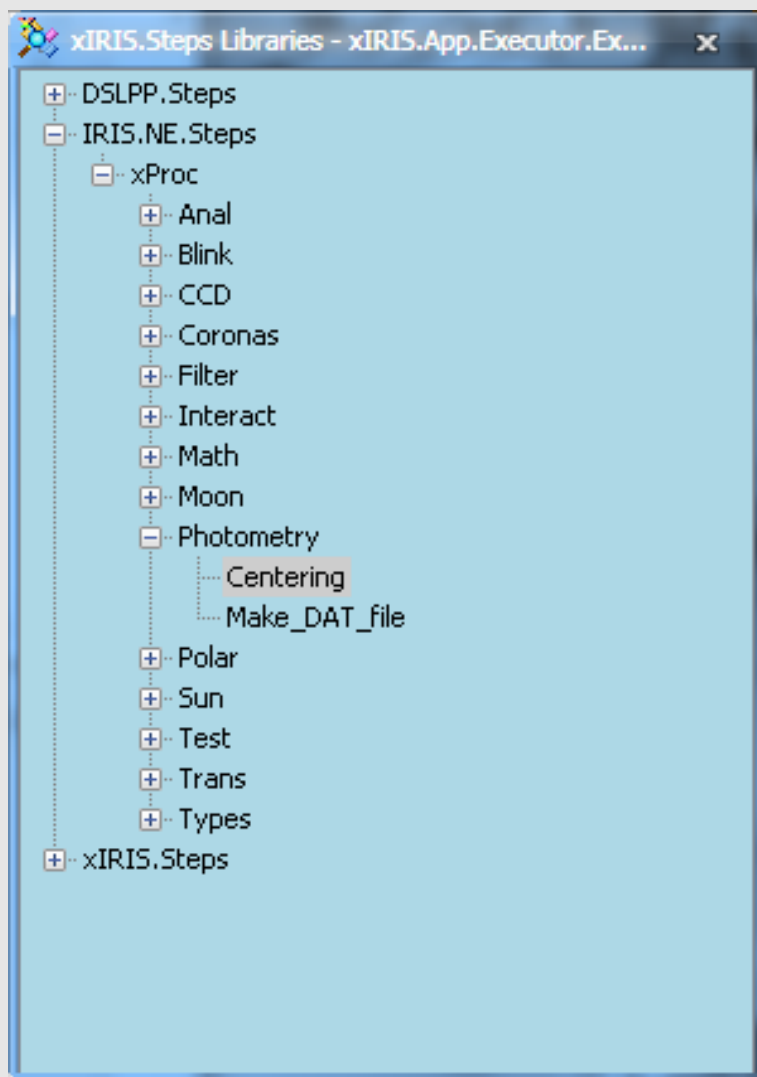 xIRIS.Steps Libraries - xIRIS.App.Executor.Ex...
DSLPP.Steps
IRIS.NE.Steps
xProc
Anal
Blink
CCD
Coronas
Filter
Interact
Math
Moon
Photometry
Centering
Make_DAT_file
Polar
Sun
Test
Trans
Types
xIRIS.Steps